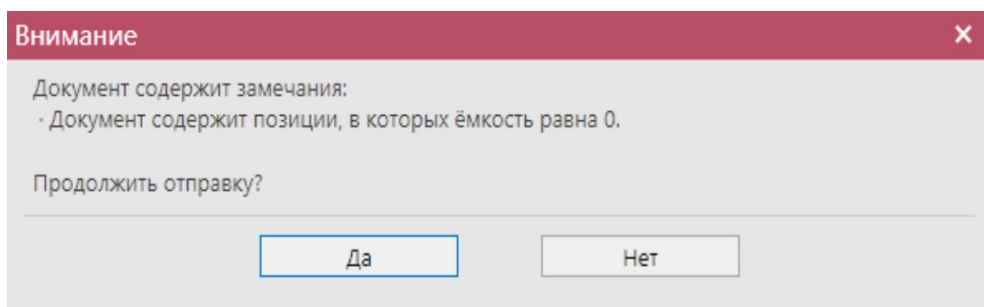 Внимание
Документ содержит замечания:
· Документ содержит позиции, в которых ёмкость равна 0.
Продолжить отправку?
Да
Нет